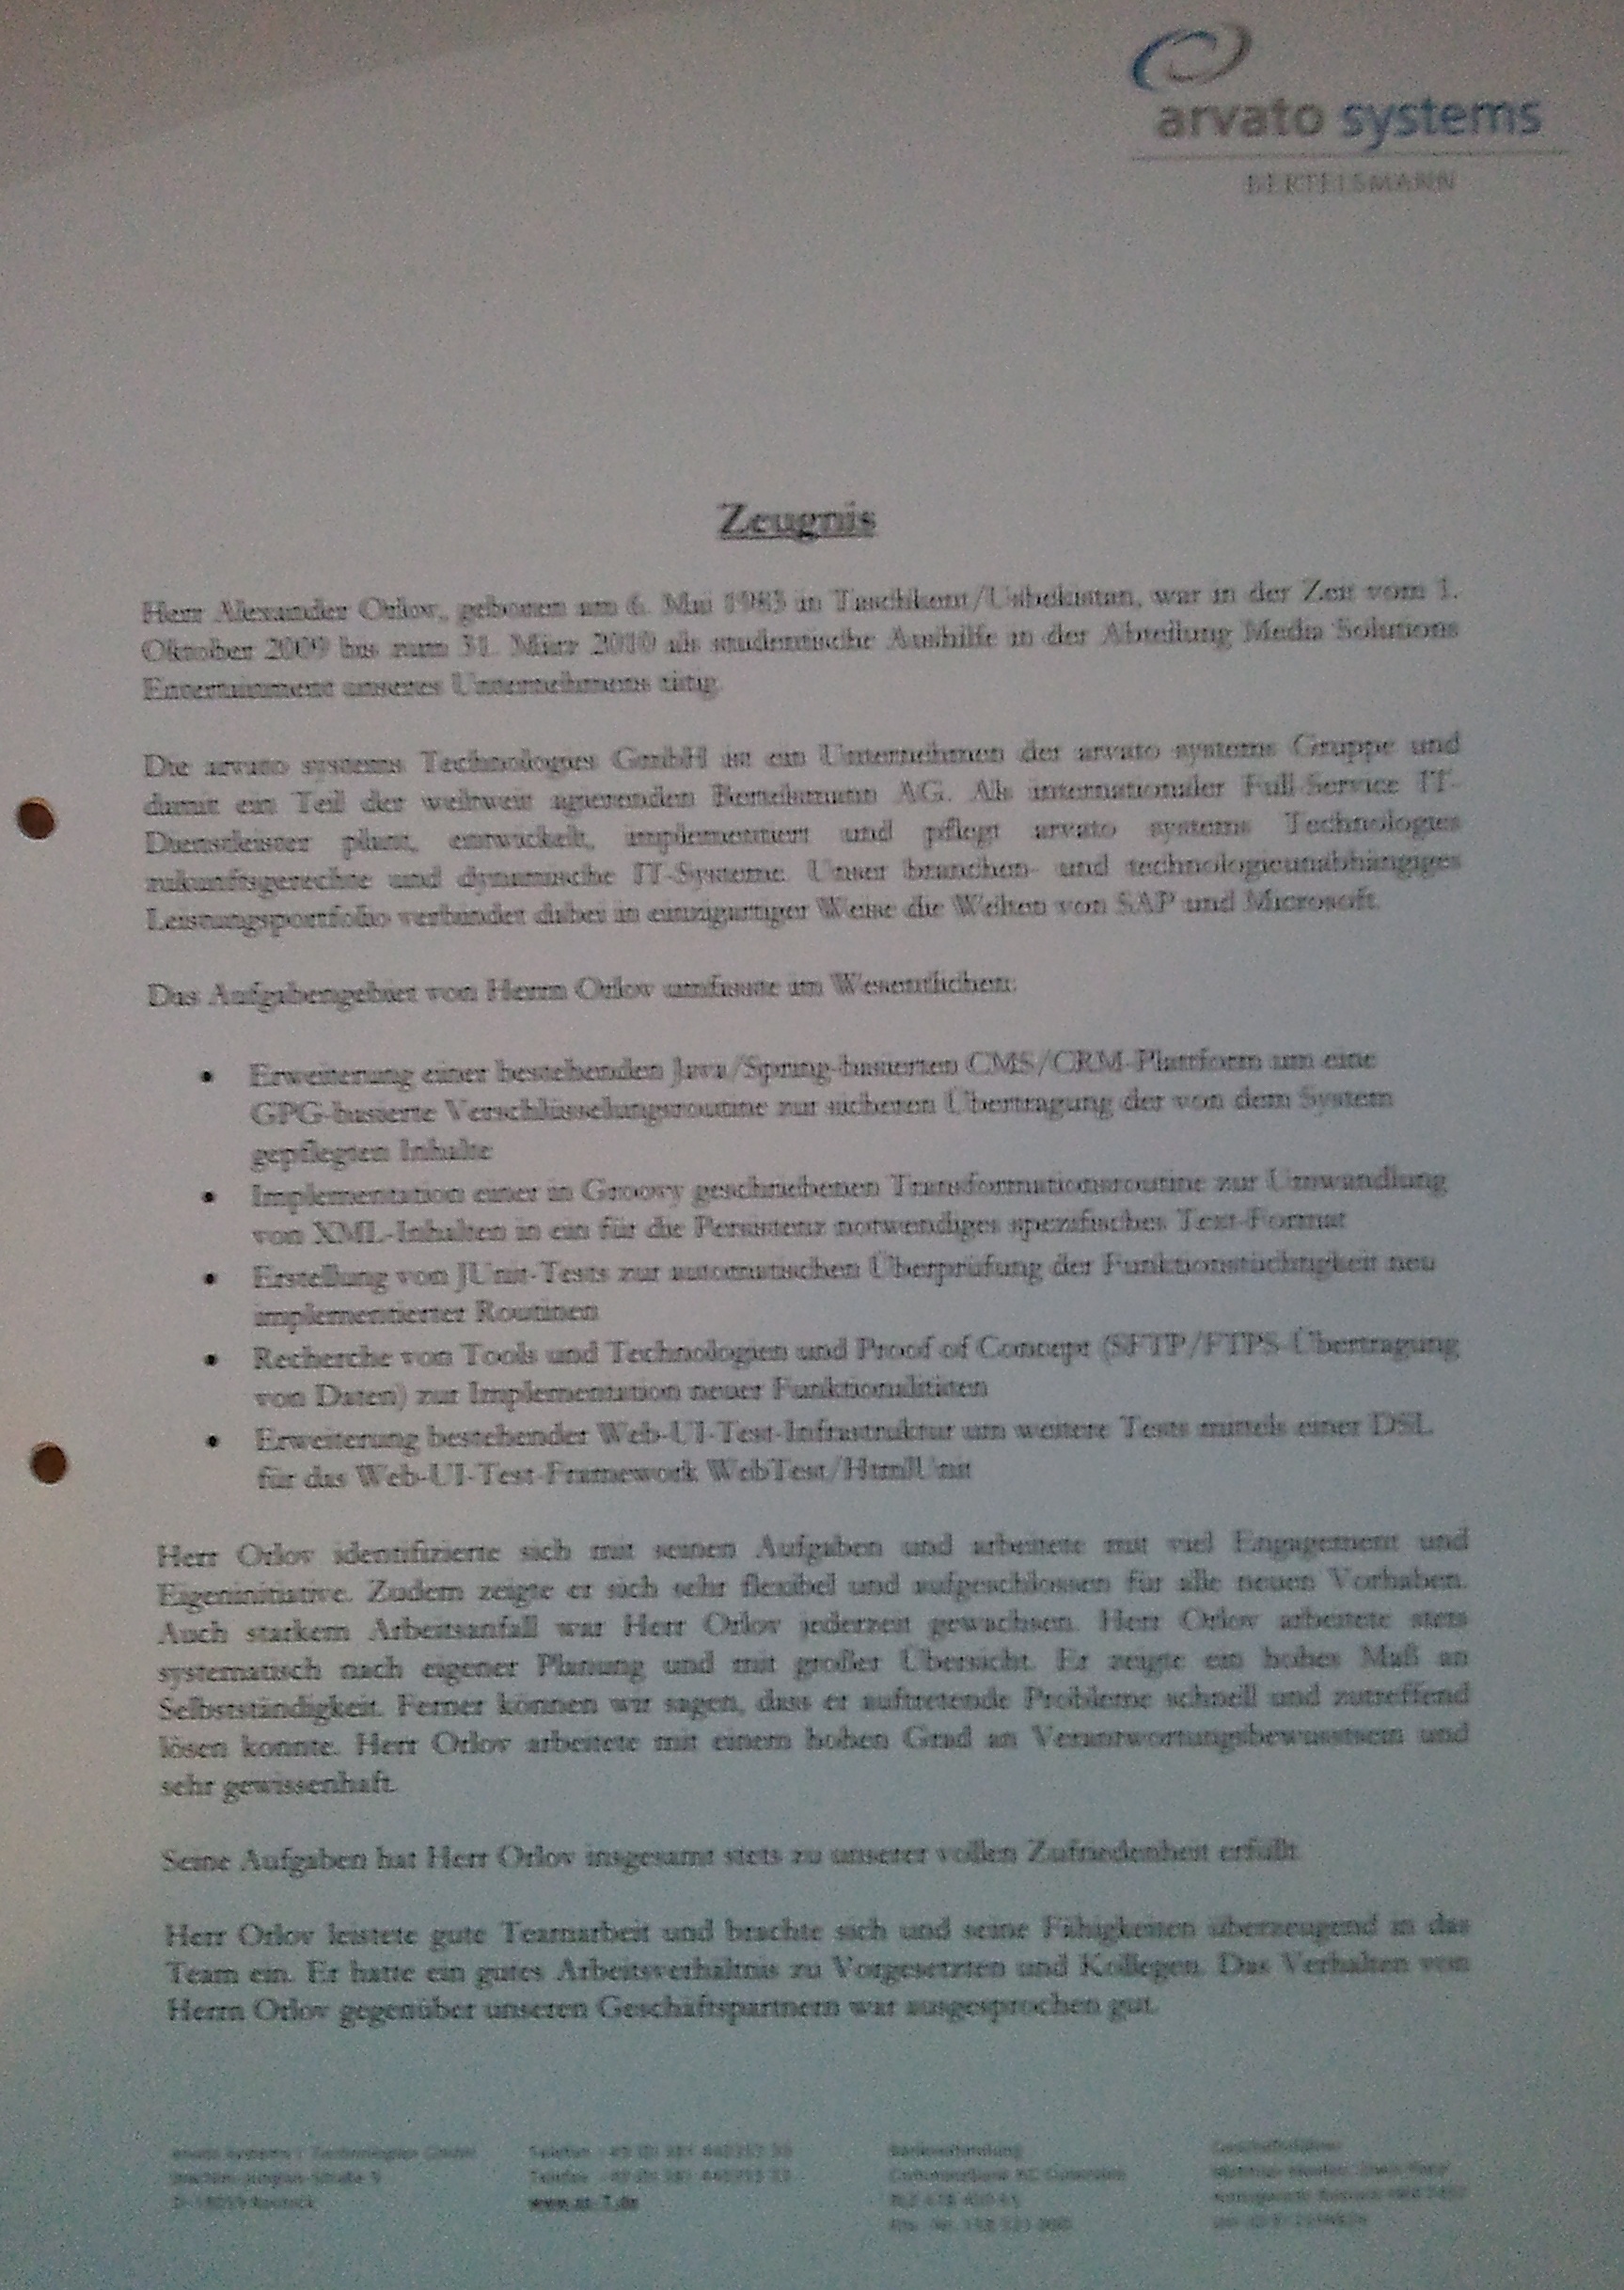 arvato systems
BERTELSMANN
Zeugnis
Herr Alexander Orlov, geboren am 6. Mai 1983 in Taschkent/Usbekistan, war in der Zeit vom 1.
Oktober 2009 bis zum 31. März 2010 als studentische Aushilfe in der Abteilung Media Solutions
Entertainment unseres Unternehmens tätig.
Die arvato systems Technologies GmbH ist ein Unternehmen der arvato systems Gruppe und
damit ein Teil der weltweit agierenden Bertelsmann AG. Als internationaler Full-Service IT-
Dienstleister plant, entwickelt, implementiert und pflegt arvato systems Technologies
zukunftsgerechte und dynamische IT-Systeme. Unser branchen- und technologieunabhängiges
Leistungsportfolio verbindet dabei in einzigartiger Weise die Welten von SAP und Microsoft.
Das Aufgabengebiet von Herrn Orlov umfasste im Wesentlichen:
• Erweiterung einer bestehenden Java/Spring-basierten CMS/CRM-Plattform um eine
GPG-basierte Verschlüsselungsroutine zur sicheren Übertragung der von dem System
gepflegten Inhalte
• Implementation einer in Groovy geschriebenen Transformationsroutine zur Umwandlung
von XML-Inhalten in ein für die Persistenz notwendiges spezifisches Text-Format
• Erstellung von JUnit-Tests zur automatischen Überprüfung der Funktionstüchtigkeit neu
implementierter Routinen
• Recherche von Tools und Technologien und Proof of Concept (SFTP/FTPS-Übertragung
von Daten) zur Implementation neuer Funktionalitäten
• Erweiterung bestehender Web-UI-Test-Infrastruktur um weitere Tests mittels einer DSL
für das Web-UI-Test-Framework WebTest/HtmlUnit
Herr Orlov identifizierte sich mit seinen Aufgaben und arbeitete mit viel Engagement und
Eigeninitiative. Zudem zeigte er sich sehr flexibel und aufgeschlossen für alle neuen Vorhaben.
Auch starkem Arbeitsanfall war Herr Orlov jederzeit gewachsen. Herr Orlov arbeitete stets
systematisch nach eigener Planung und mit großer Übersicht. Er zeigte ein hohes Maß an
Selbstständigkeit. Ferner können wir sagen, dass er auftretende Probleme schnell und zutreffend
lösen konnte. Herr Orlov arbeitete mit einem hohen Grad an Verantwortungsbewusstsein und
sehr gewissenhaft.
Seine Aufgaben hat Herr Orlov insgesamt stets zu unserer vollen Zufriedenheit erfüllt.
Herr Orlov leistete gute Teamarbeit und brachte sich und seine Fähigkeiten überzeugend in das
Team ein. Er hatte ein gutes Arbeitsverhältnis zu Vorgesetzten und Kollegen. Das Verhalten von
Herrn Orlov gegenüber unseren Geschäftspartnern war ausgesprochen gut.
arvato systems Technologies GmbH
Joachim-Jungius-Straße 9
D-18059 Rostock
Telefon
Telefax
www.as-T.de
Bankverbindung
Commerzbank AG Gütersloh
Geschäftsführer